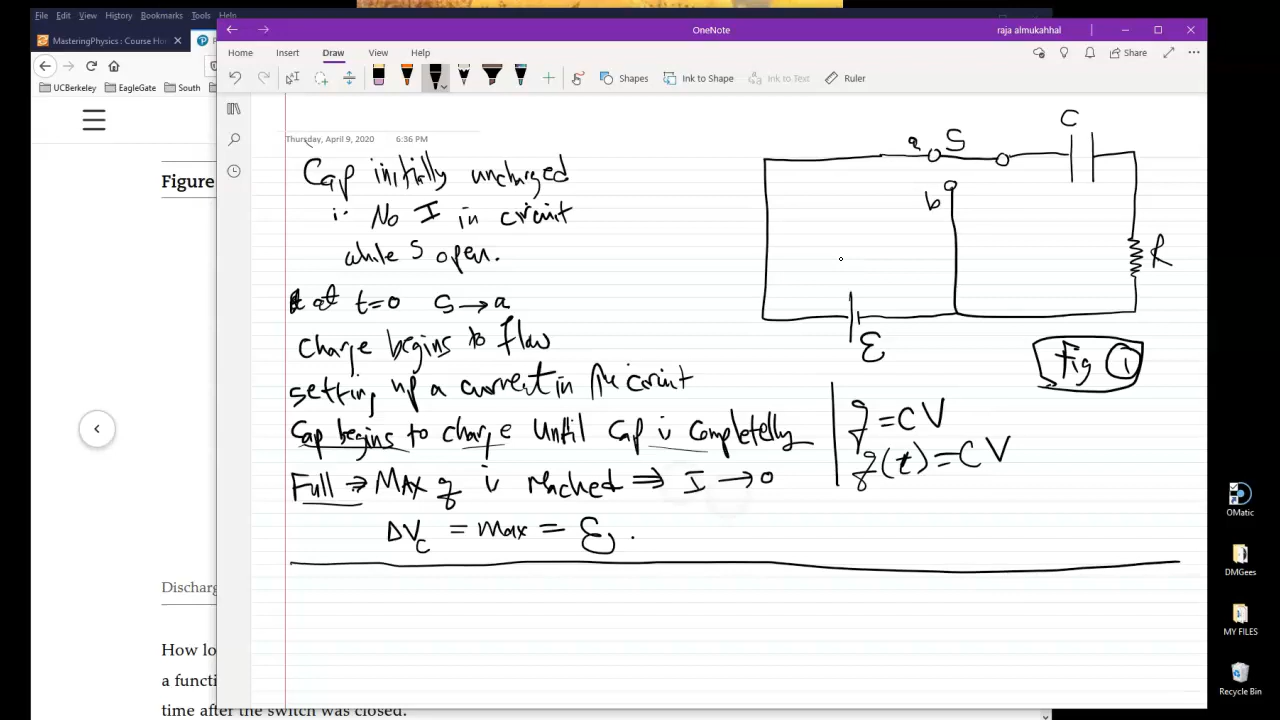 File Edit View History Bookmarks Tools Help
MasteringPhysics : Course Ho
OneNote
raja almukahhal
Home Insert Draw View Help
Share
UCBerkeley EagleGate South
Shapes Ink to Shape Ink to Text Ruler
Thursday, April 9, 2020 6:36 PM
Figure
Cap initially uncharged
∴ No I in circuit
while S open.
at t=0 S → a
charge begins to flow
setting up a current in the circuit
Cap begins to charge until Cap is completelly
Full ⇒ MAX q is reached ⇒ I → 0
ΔVc = max = ℰ.
a S C
b
R
ℰ
Fig 1
q = CV
q(t) = CV
Discharg
How lo
a functi
time after the switch was closed.
OMatic
DMGees
MY FILES
Recycle Bin